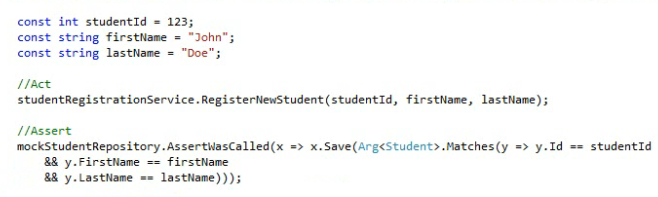 const int studentId = 123;
const string firstName = "John";
const string lastName = "Doe";
//Act
studentRegistrationService.RegisterNewStudent(studentId, firstName, lastName);
//Assert
mockStudentRepository.AssertWasCalled(x => x.Save(Arg<Student>.Matches(y => y.Id == studentId
&& y.FirstName == firstName
&& y.LastName == lastName)));